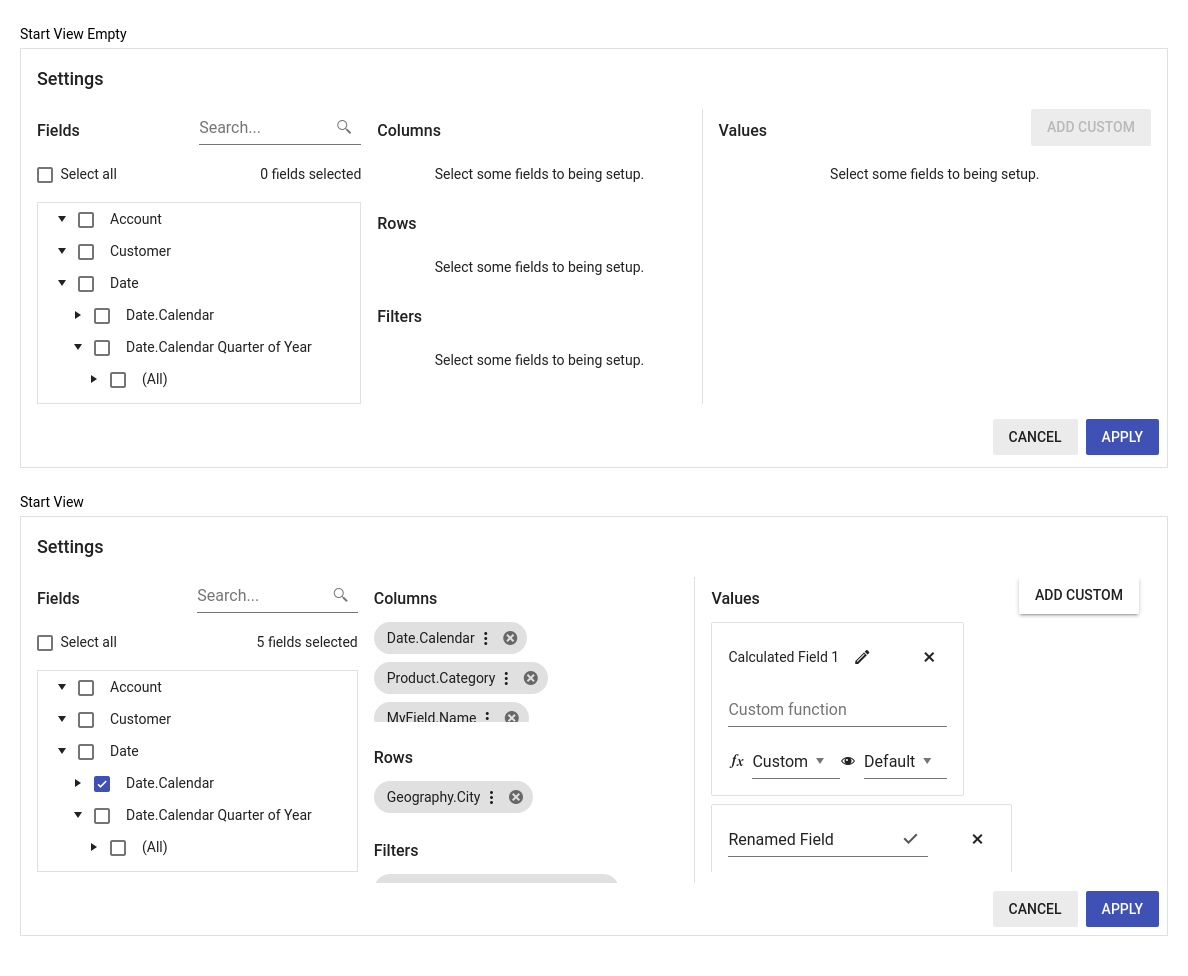 Start View Empty
Settings
Fields
Search...
Select all
0 fields selected
Account
Customer
Date
Date.Calendar
Date.Calendar Quarter of Year
(All)
Columns
Select some fields to being setup.
Rows
Select some fields to being setup.
Filters
Select some fields to being setup.
Values
ADD CUSTOM
Select some fields to being setup.
CANCEL
APPLY
Start View
Settings
Fields
Search...
Select all
5 fields selected
Account
Customer
Date
Date.Calendar
Date.Calendar Quarter of Year
(All)
Columns
Date.Calendar
Product.Category
MyField.Name
Rows
Geography.City
Filters
Values
ADD CUSTOM
Calculated Field 1
Custom function
fx Custom
Default
Renamed Field
CANCEL
APPLY